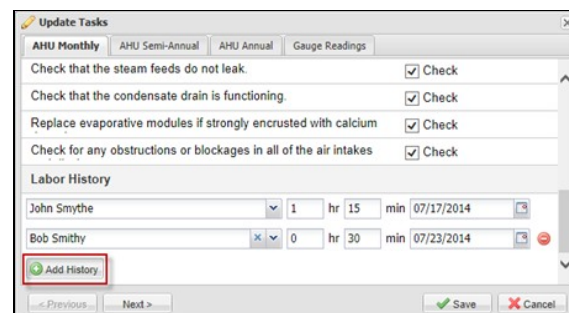 Update Tasks
AHU Monthly AHU Semi-Annual AHU Annual Gauge Readings
Check that the steam feeds do not leak. Check
Check that the condensate drain is functioning. Check
Replace evaporative modules if strongly encrusted with calcium Check
Check for any obstructions or blockages in all of the air intakes Check
Labor History
John Smythe 1 hr 15 min 07/17/2014
Bob Smithy 0 hr 30 min 07/23/2014
Add History
< Previous Next > Save Cancel